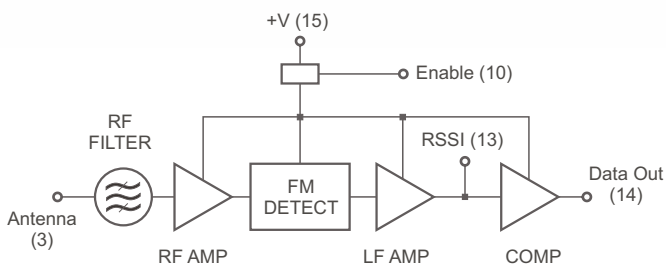 +V (15)
Enable (10)
RF
FILTER
RSSI (13)
FM
DETECT
Data Out
(14)
Antenna
(3)
RF AMP
LF AMP
COMP